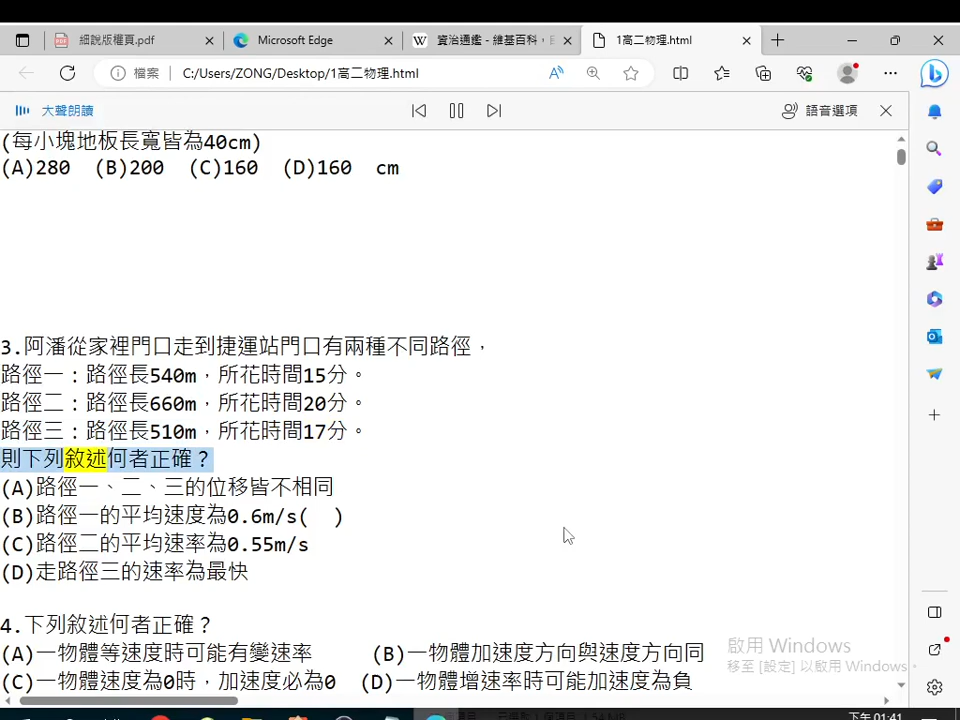 細說版權頁.pdf
Microsoft Edge
W 資治通鑑 - 維基百科，
1高二物理.html
檔案
C:/Users/ZONG/Desktop/1高二物理.html
大聲朗讀
語音選項
(每小塊地板長寬皆為40cm)
(A)280 (B)200 (C)160 (D)160 cm
3.阿潘從家裡門口走到捷運站門口有兩種不同路徑，
路徑一：路徑長540m，所花時間15分。
路徑二：路徑長660m，所花時間20分。
路徑三：路徑長510m，所花時間17分。
則下列敘述何者正確？
(A)路徑一、二、三的位移皆不相同
(B)路徑一的平均速度為0.6m/s( )
(C)路徑二的平均速率為0.55m/s
(D)走路徑三的速率為最快
4.下列敘述何者正確？
(A)一物體等速度時可能有變速率 (B)一物體加速度方向與速度方向同
(C)一物體速度為0時，加速度必為0 (D)一物體增速率時可能加速度為負
啟用 Windows
移至 [設定] 以啟用 Windows。
下午 01:41